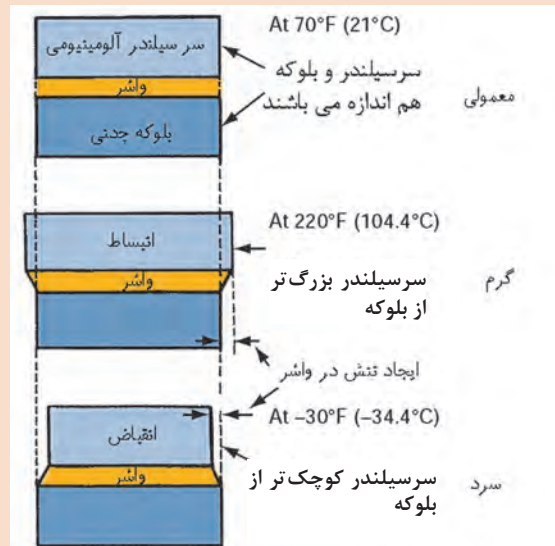 At 70°F (21°C)
سر سیلندر آلومینیومی
واشر
بلوکه چدنی
سرسیلندر و بلوکه
هم اندازه می باشند
معمولی
At 220°F (104.4°C)
انبساط
واشر
سرسیلندر بزرگ‌تر
از بلوکه
گرم
ایجاد تنش در واشر
At –30°F (–34.4°C)
انقباض
واشر
سرسیلندر کوچک‌تر از
بلوکه
سرد